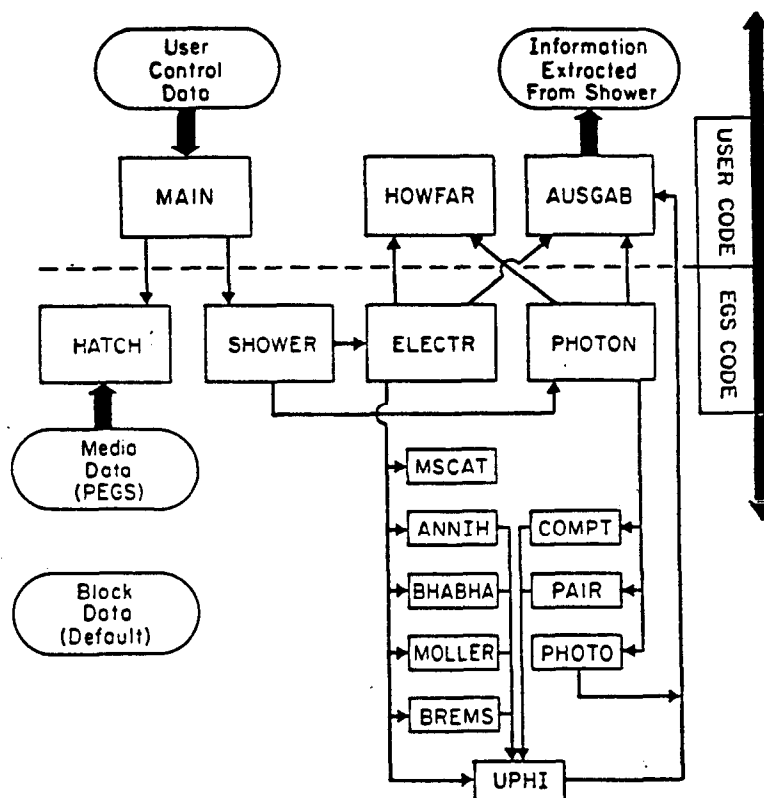 User
Control
Data
Information
Extracted
From Shower
MAIN
HOWFAR
AUSGAB
USER CODE
HATCH
SHOWER
ELECTR
PHOTON
EGS CODE
Media
Data
(PEGS)
MSCAT
ANNIH
COMPT
Block
Data
(Default)
BHABHA
PAIR
MOLLER
PHOTO
BREMS
UPHI